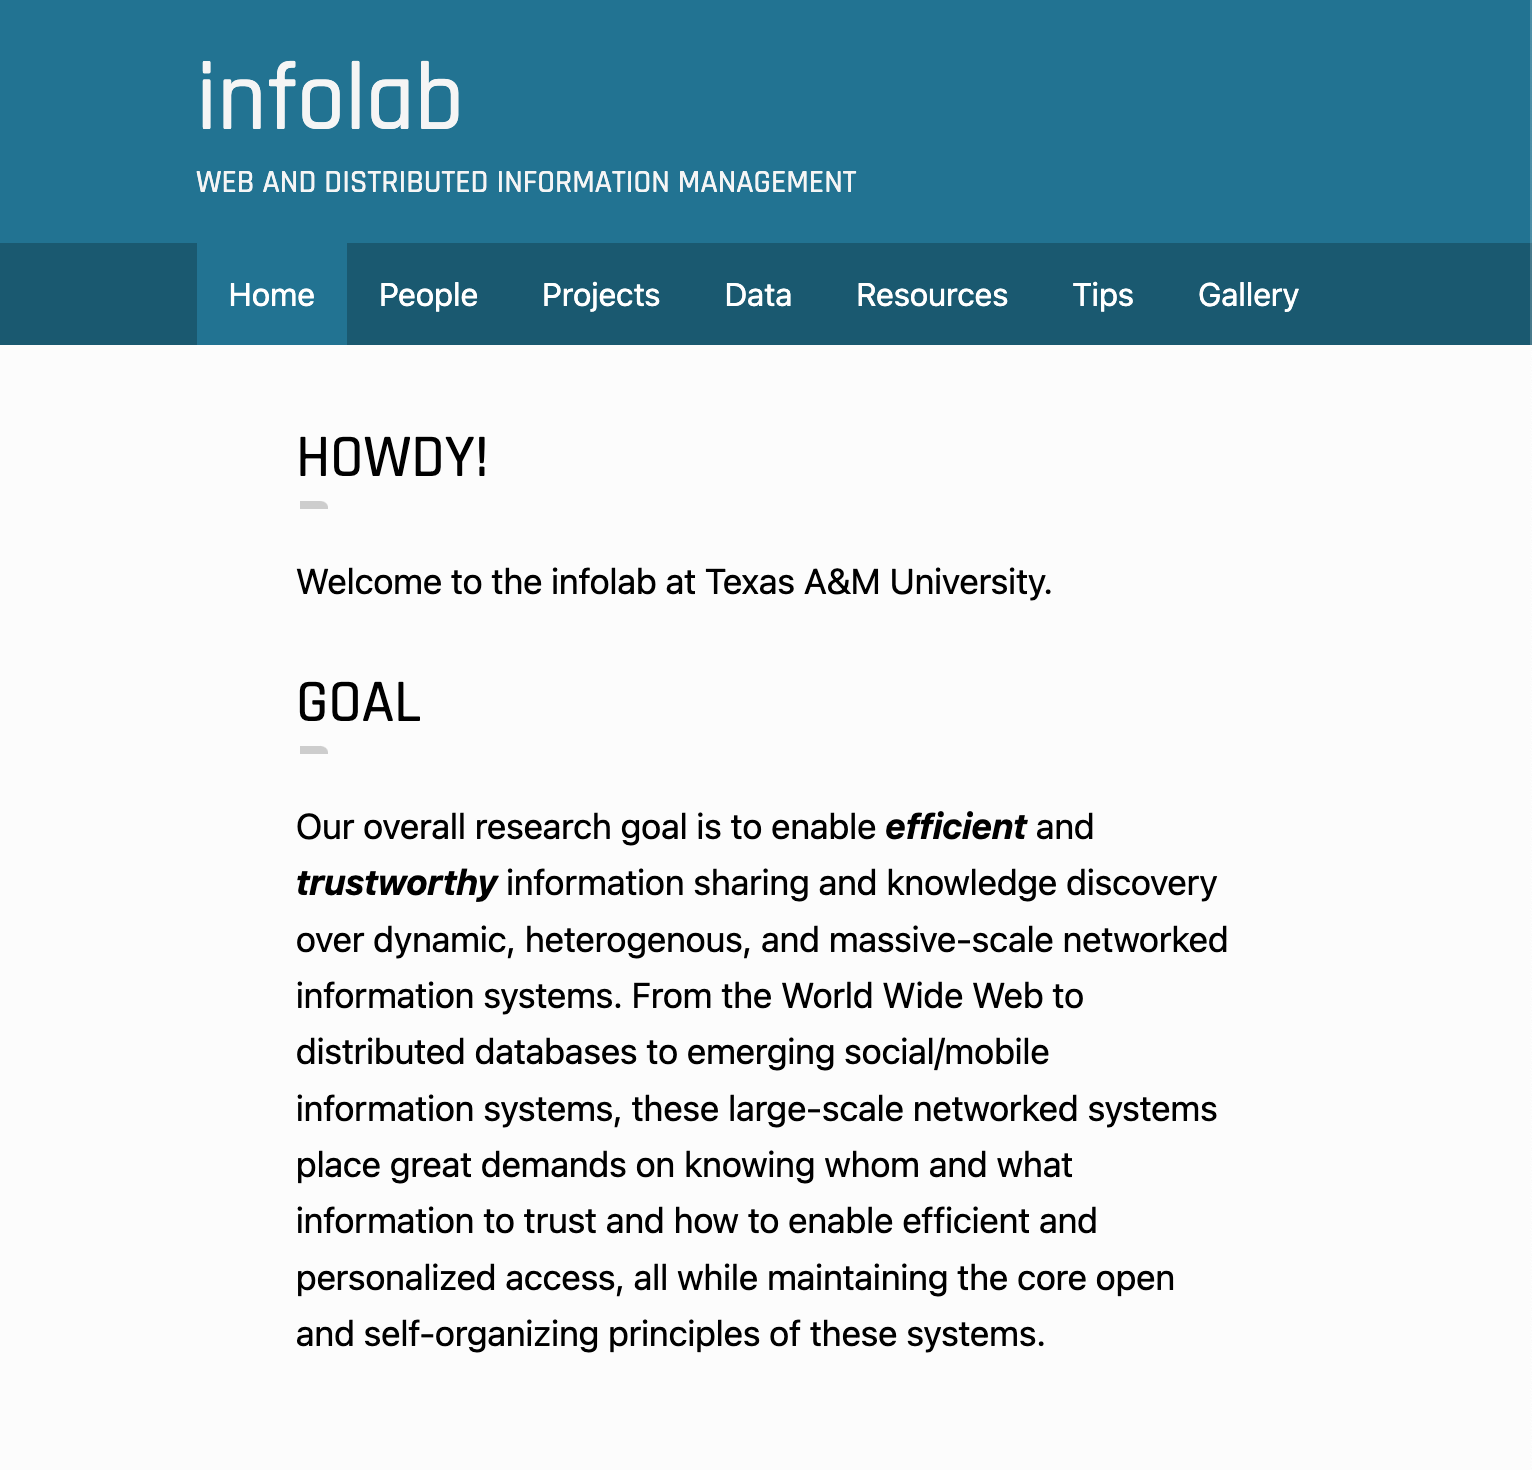 infolab
WEB AND DISTRIBUTED INFORMATION MANAGEMENT
Home People Projects Data Resources Tips Gallery
HOWDY!
Welcome to the infolab at Texas A&M University.
GOAL
Our overall research goal is to enable efficient and
trustworthy information sharing and knowledge discovery
over dynamic, heterogenous, and massive-scale networked
information systems. From the World Wide Web to
distributed databases to emerging social/mobile
information systems, these large-scale networked systems
place great demands on knowing whom and what
information to trust and how to enable efficient and
personalized access, all while maintaining the core open
and self-organizing principles of these systems.